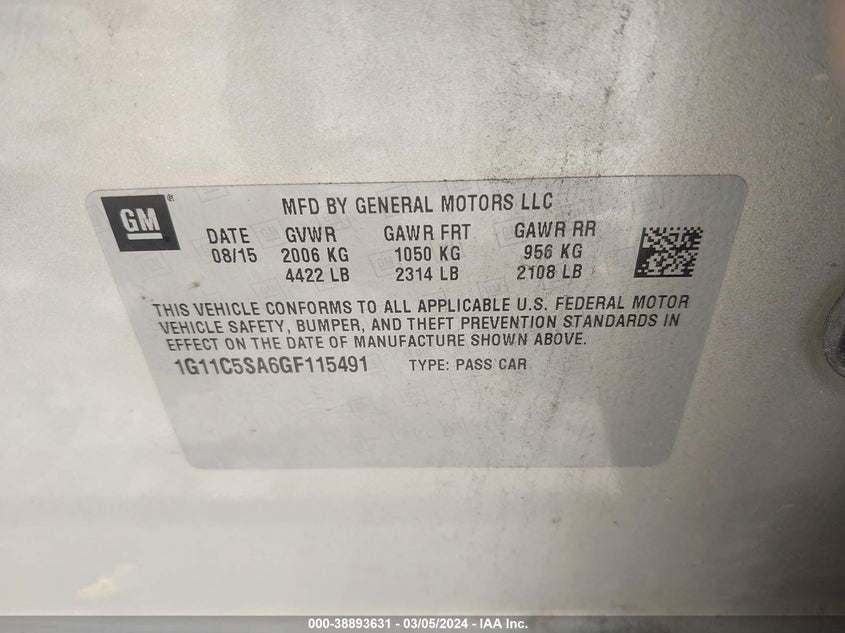 GM®
MFD BY GENERAL MOTORS LLC
DATE GVWR GAWR FRT GAWR RR
08/15 2006 KG 1050 KG 956 KG
4422 LB 2314 LB 2108 LB
THIS VEHICLE CONFORMS TO ALL APPLICABLE U.S. FEDERAL MOTOR
VEHICLE SAFETY, BUMPER, AND THEFT PREVENTION STANDARDS IN
EFFECT ON THE DATE OF MANUFACTURE SHOWN ABOVE.
1G11C5SA6GF115491 TYPE: PASS CAR
000-38893631 - 03/05/2024 - IAA Inc.